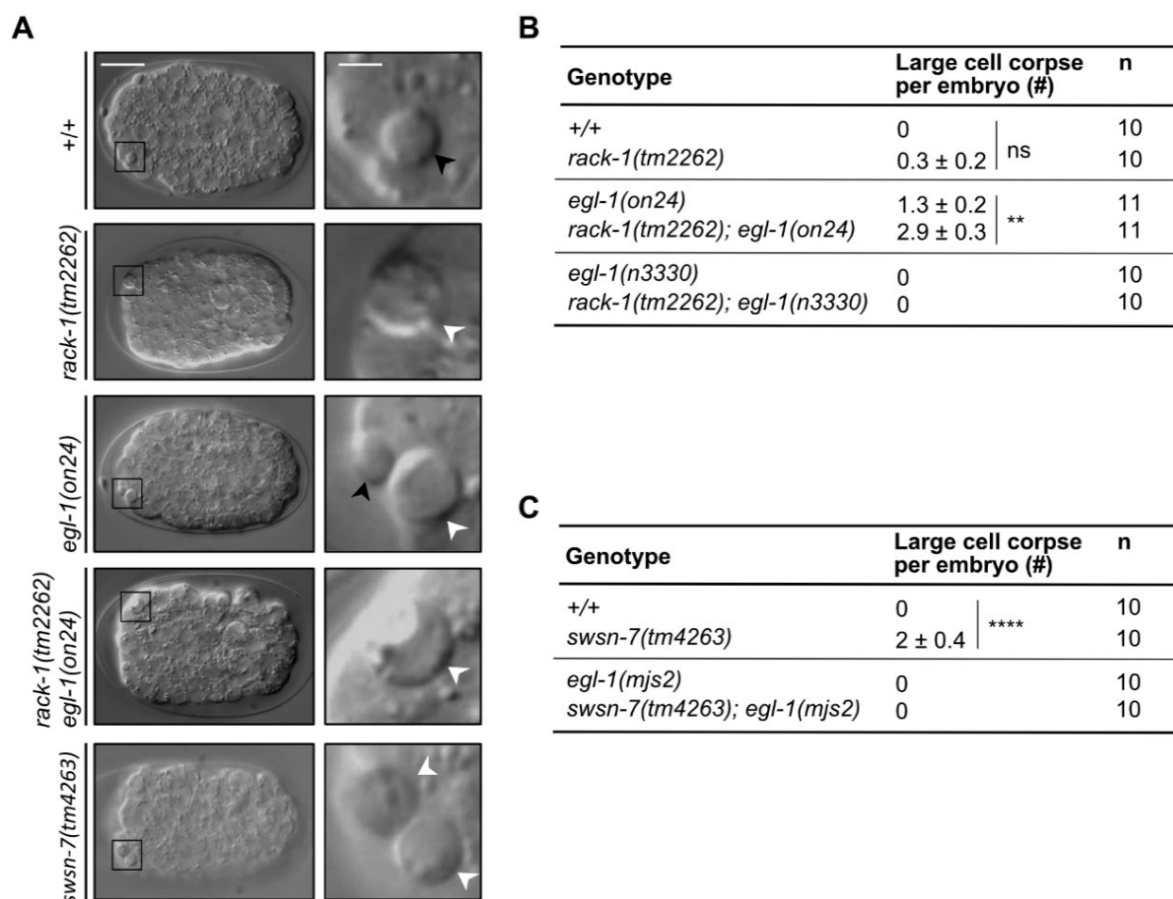 A
+/+
rack-1(tm2262)
egl-1(on24)
rack-1(tm2262)
egl-1(on24)
swsn-7(tm4263)
B
Genotype Large cell corpse per embryo (#) n
+/+ 0 10
rack-1(tm2262) 0.3 ± 0.2 ns 10
egl-1(on24) 1.3 ± 0.2 11
rack-1(tm2262); egl-1(on24) 2.9 ± 0.3 ** 11
egl-1(n3330) 0 10
rack-1(tm2262); egl-1(n3330) 0 10
C
Genotype Large cell corpse per embryo (#) n
+/+ 0 10
swsn-7(tm4263) 2 ± 0.4 **** 10
egl-1(mjs2) 0 10
swsn-7(tm4263); egl-1(mjs2) 0 10